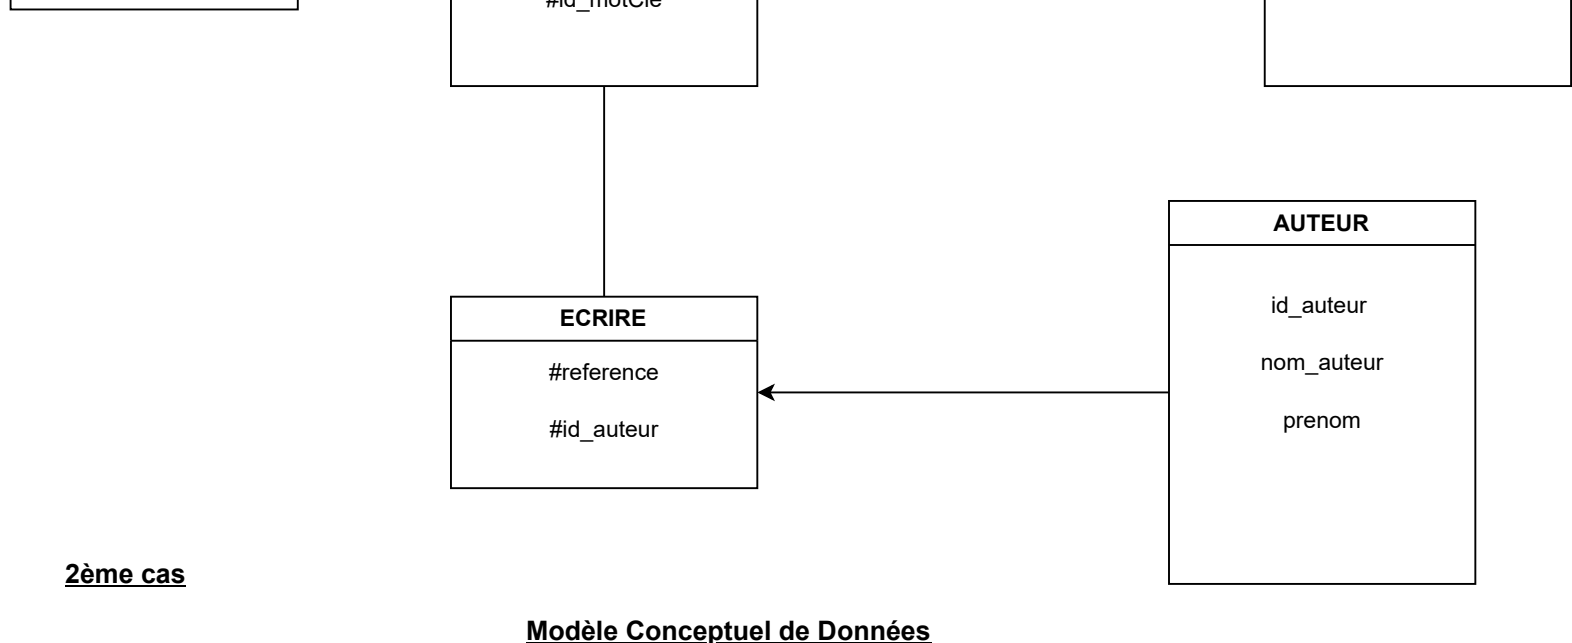 #id_motCle
AUTEUR
id_auteur
nom_auteur
prenom
ECRIRE
#reference
#id_auteur
2ème cas
Modèle Conceptuel de Données